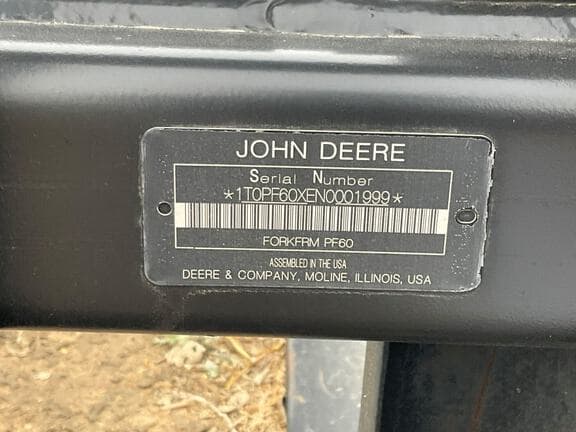 JOHN DEERE
Serial Number
*1T0PF60XEN0001999*
FORKFRM PF60
ASSEMBLED IN THE USA
DEERE & COMPANY, MOLINE, ILLINOIS, USA